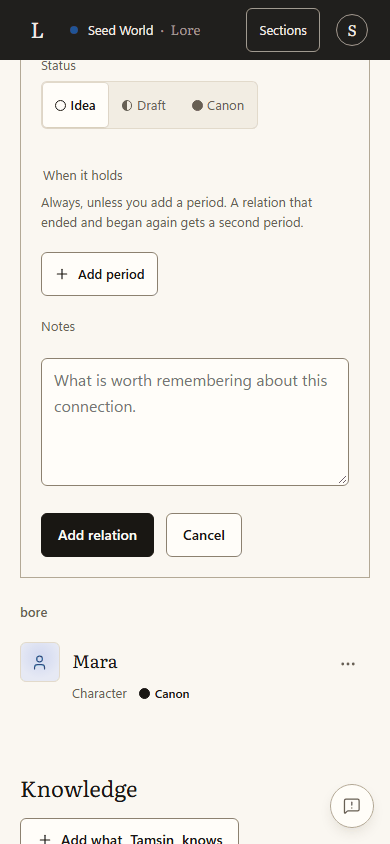 L Seed World · Lore Sections S
Status
Idea Draft Canon
When it holds
Always, unless you add a period. A relation that
ended and began again gets a second period.
Add period
Notes
What is worth remembering about this
connection.
Add relation Cancel
bore
Mara
Character Canon
Knowledge
Add what Tamsin knows